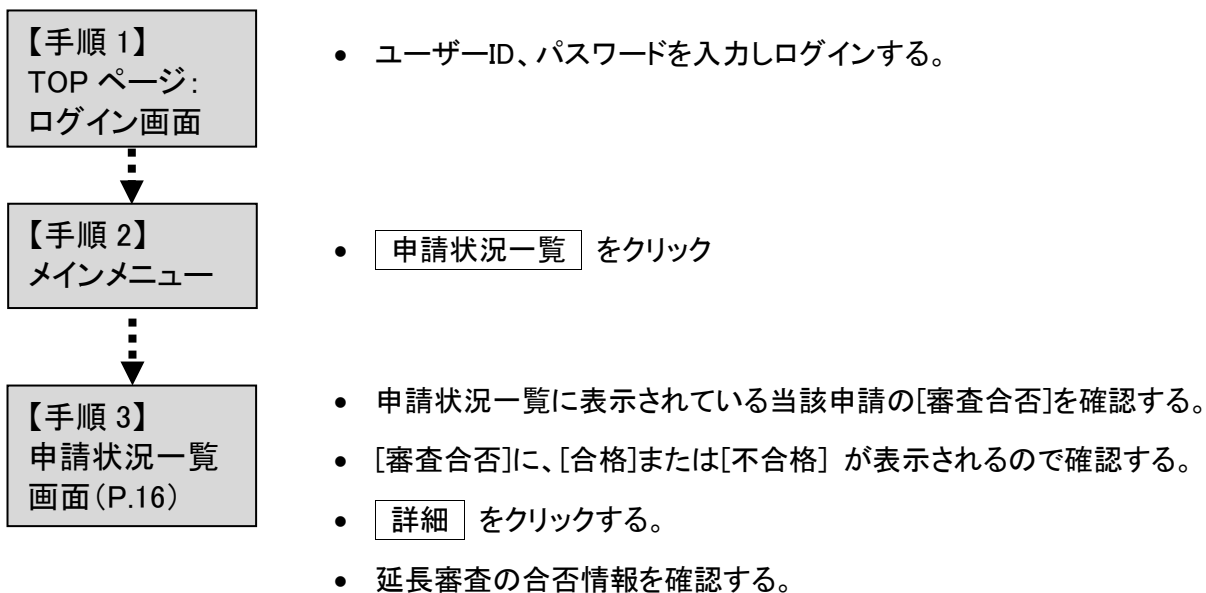 【手順 1】
TOP ページ:
ログイン画面
• ユーザーID、パスワードを入力しログインする。
【手順 2】
メインメニュー
• 申請状況一覧 をクリック
【手順 3】
申請状況一覧
画面(P.16)
• 申請状況一覧に表示されている当該申請の[審査合否]を確認する。
• [審査合否]に、[合格]または[不合格] が表示されるので確認する。
• 詳細 をクリックする。
• 延長審査の合否情報を確認する。